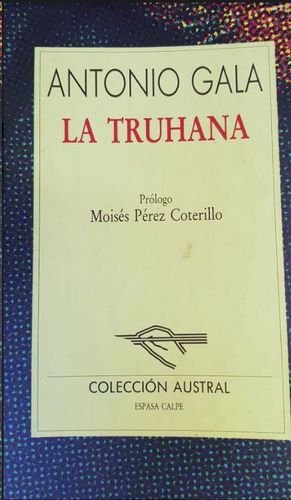 ANTONIO GALA
LA TRUHANA
Prólogo
Moisés Pérez Coterillo
COLECCIÓN AUSTRAL
ESPASA CALPE